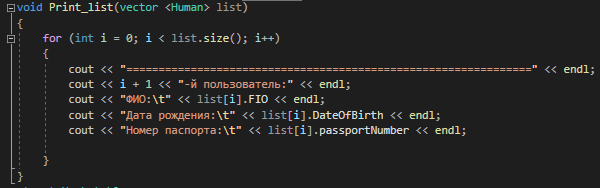 void Print_list(vector <Human> list)
{
for (int i = 0; i < list.size(); i++)
{
cout << "===============================================================" << endl;
cout << i + 1 << "-й пользователь:" << endl;
cout << "ФИО:\t" << list[i].FIO << endl;
cout << "Дата рождения:\t" << list[i].DateOfBirth << endl;
cout << "Номер паспорта:\t" << list[i].passportNumber << endl;
}
}